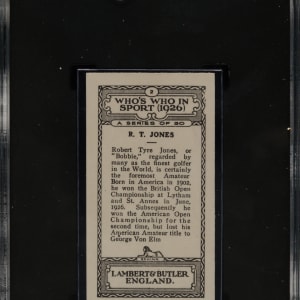 2
WHO'S WHO IN
SPORT (1926)
A SERIES OF 50
R. T. JONES
Robert Tyre Jones, or
"Bobbie," regarded by
many as the finest golfer
in the World, is certainly
the foremost Amateur
Born in America in 1902,
he won the British Open
Championship at Lytham
and St. Annes in June,
1926. Subsequently he
won the American Open
Championship for the
second time, but lost his
American Amateur title to
George Von Elm
LAMBERT & BUTLER.
ENGLAND.